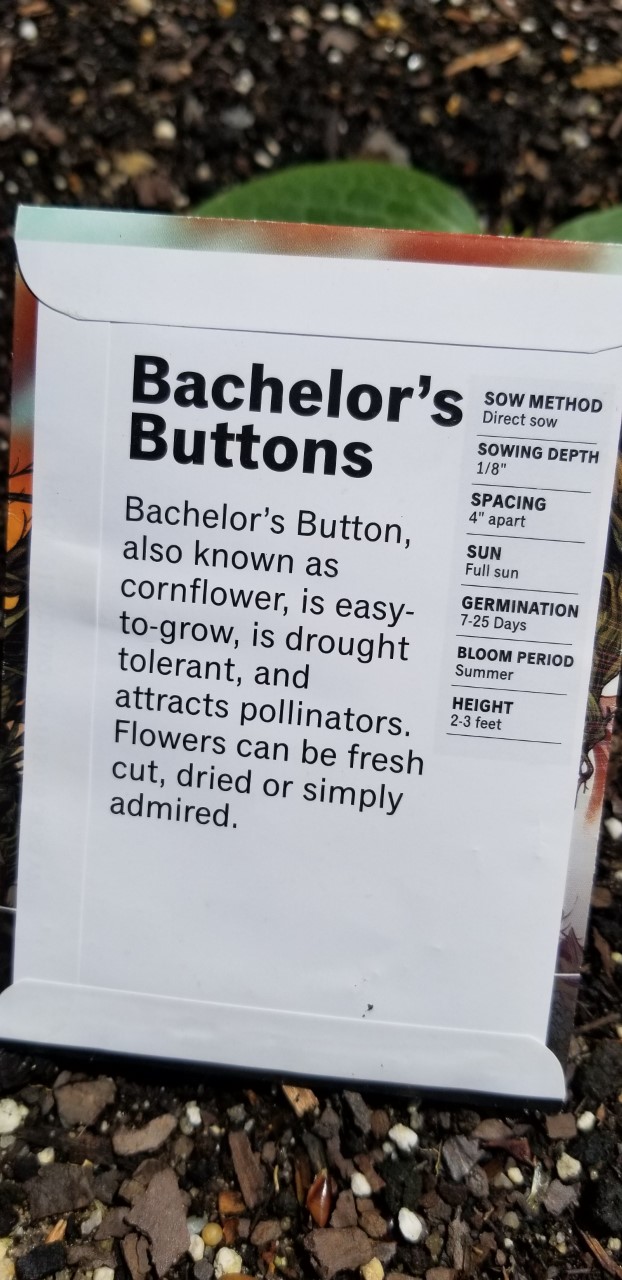 Bachelor's
Buttons
Bachelor's Button,
also known as
cornflower, is easy-
to-grow, is drought
tolerant, and
attracts pollinators.
Flowers can be fresh
cut, dried or simply
admired.
SOW METHOD
Direct sow
SOWING DEPTH
1/8"
SPACING
4" apart
SUN
Full sun
GERMINATION
7-25 Days
BLOOM PERIOD
Summer
HEIGHT
2-3 feet